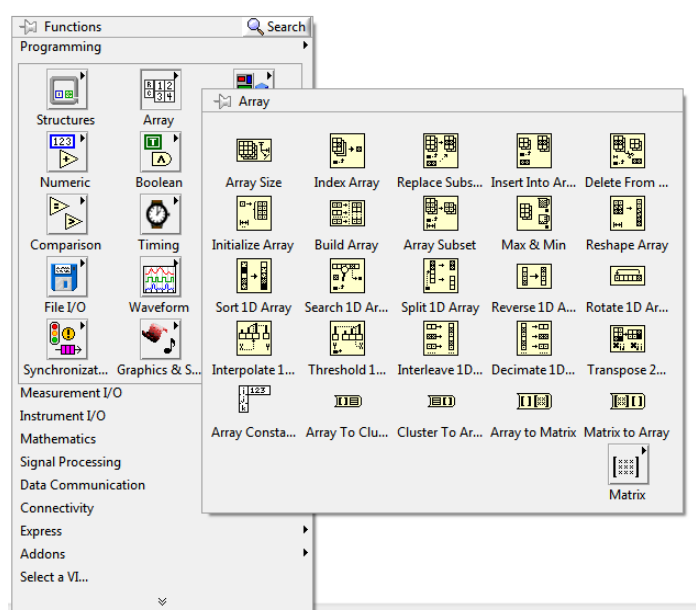 Functions
Search
Programming
Structures
Array
Numeric
Boolean
Comparison
Timing
File I/O
Waveform
Synchronizat...
Graphics & S...
Measurement I/O
Instrument I/O
Mathematics
Signal Processing
Data Communication
Connectivity
Express
Addons
Select a VI...
Array
Array Size Index Array Replace Subs... Insert Into Ar... Delete From ...
Initialize Array Build Array Array Subset Max & Min Reshape Array
Sort 1D Array Search 1D Ar... Split 1D Array Reverse 1D A... Rotate 1D Ar...
Interpolate 1... Threshold 1... Interleave 1D... Decimate 1D... Transpose 2...
Array Consta... Array To Clu... Cluster To Ar... Array to Matrix Matrix to Array
Matrix